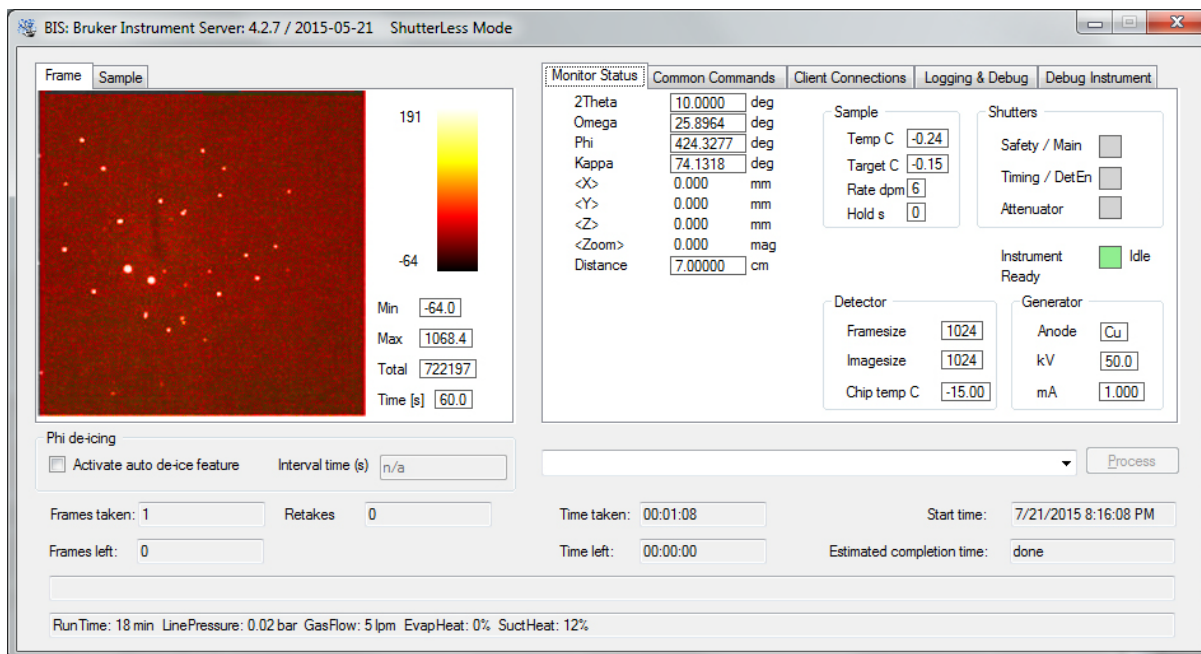 BIS: Bruker Instrument Server: 4.2.7 / 2015-05-21 ShutterLess Mode
Frame Sample
191
-64
Min -64.0
Max 1068.4
Total 722197
Time [s] 60.0
Monitor Status Common Commands Client Connections Logging & Debug Debug Instrument
2Theta 10.0000 deg
Omega 25.8964 deg
Phi 424.3277 deg
Kappa 74.1318 deg
<X> 0.000 mm
<Y> 0.000 mm
<Z> 0.000 mm
<Zoom> 0.000 mag
Distance 7.00000 cm
Sample
Temp C -0.24
Target C -0.15
Rate dpm 6
Hold s 0
Shutters
Safety / Main
Timing / DetEn
Attenuator
Instrument Idle
Ready
Detector
Framesize 1024
Imagesize 1024
Chip temp C -15.00
Generator
Anode Cu
kV 50.0
mA 1.000
Phi de-icing
Activate auto de-ice feature Interval time (s) n/a
Process
Frames taken: 1 Retakes 0 Time taken: 00:01:08 Start time: 7/21/2015 8:16:08 PM
Frames left: 0 Time left: 00:00:00 Estimated completion time: done
RunTime: 18 min LinePressure: 0.02 bar GasFlow: 5 lpm EvapHeat: 0% SuctHeat: 12%